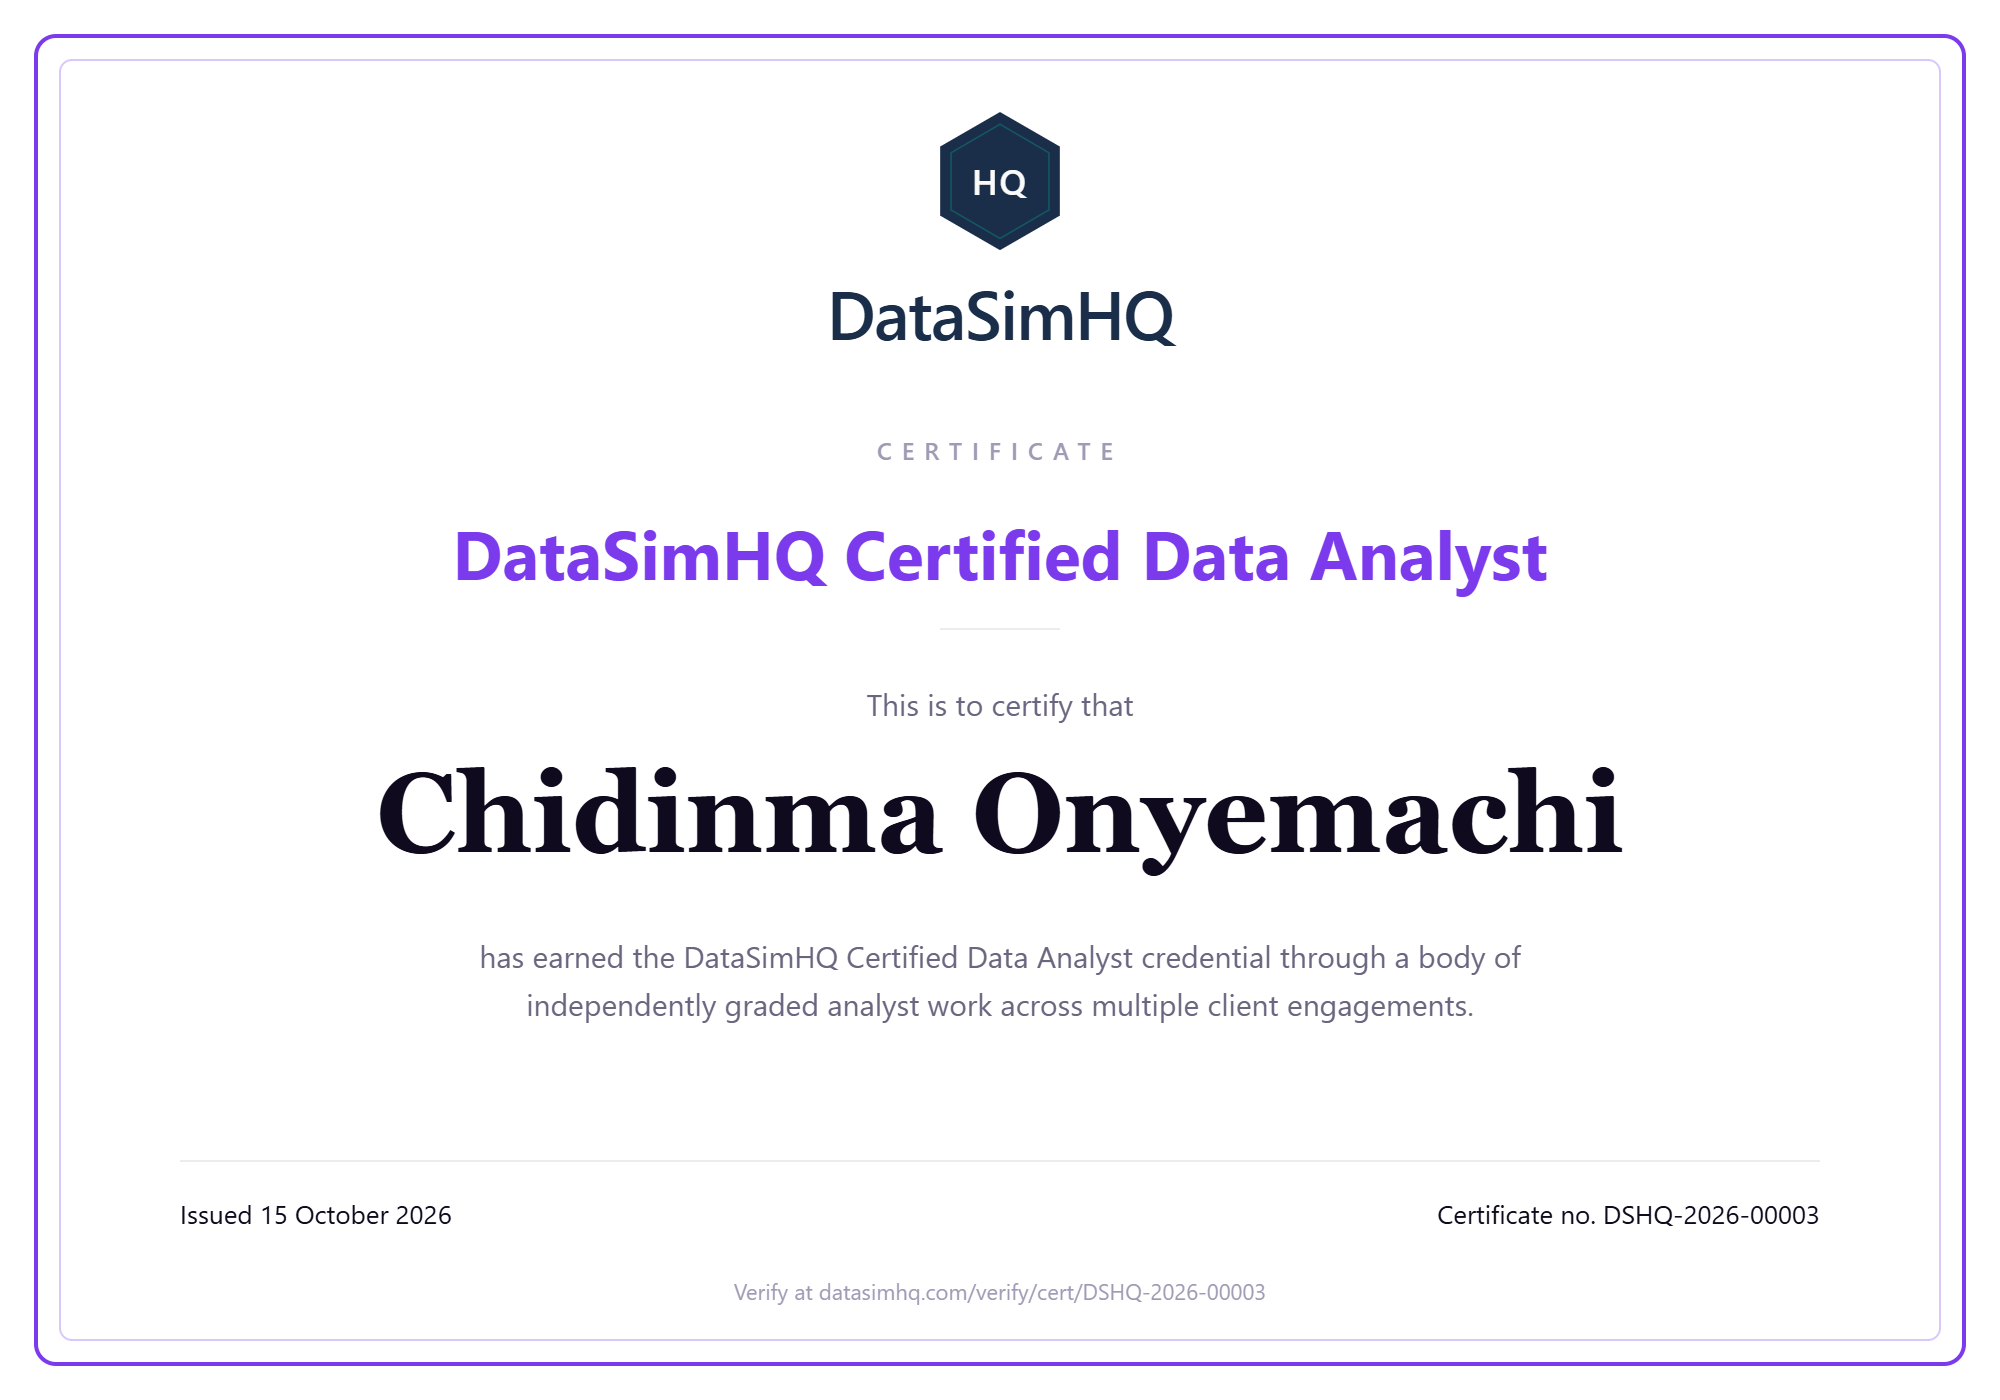 HQ
DataSimHQ
CERTIFICATE
DataSimHQ Certified Data Analyst
This is to certify that
Chidinma Onyemachi
has earned the DataSimHQ Certified Data Analyst credential through a body of
independently graded analyst work across multiple client engagements.
Issued 15 October 2026
Certificate no. DSHQ-2026-00003
Verify at datasimhq.com/verify/cert/DSHQ-2026-00003